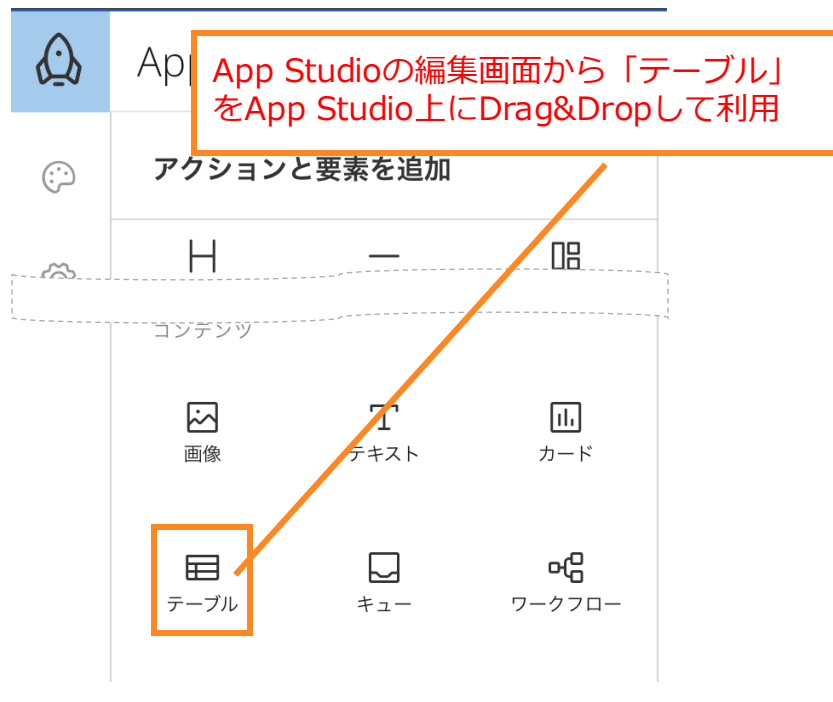 App
App Studioの編集画面から「テーブル」
をApp Studio上にDrag&Dropして利用
アクションと要素を追加
コンテンツ
画像
テキスト
カード
テーブル
キュー
ワークフロー